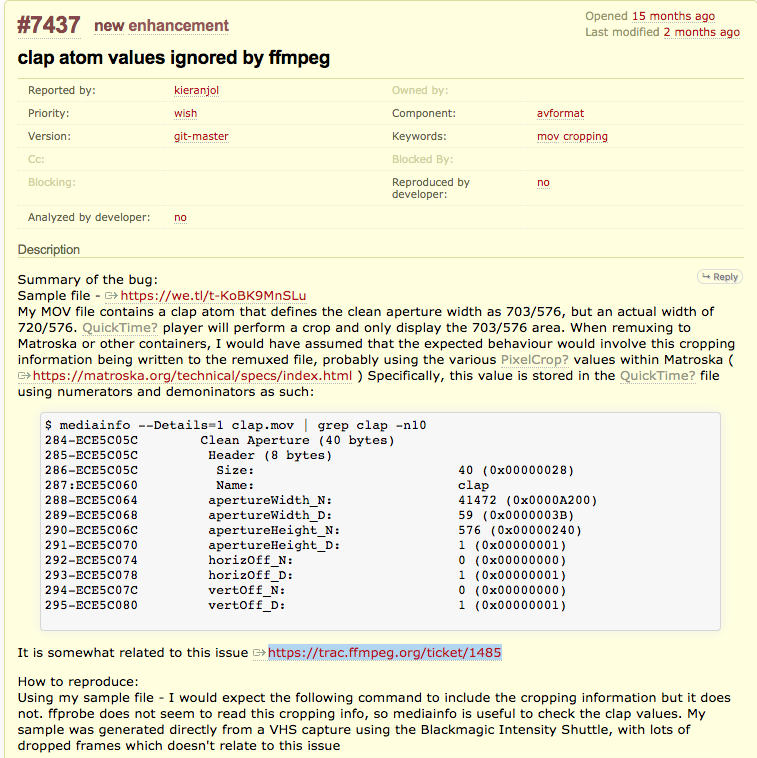 #7437 new enhancement
Opened 15 months ago
Last modified 2 months ago
clap atom values ignored by ffmpeg
Reported by: kieranjol Owned by:
Priority: wish Component: avformat
Version: git-master Keywords: mov cropping
Cc: Blocked By:
Blocking: Reproduced by developer: no
Analyzed by developer: no
Description
Reply
Summary of the bug:
Sample file - https://we.tl/t-KoBK9MnSLu
My MOV file contains a clap atom that defines the clean aperture width as 703/576, but an actual width of
720/576. QuickTime? player will perform a crop and only display the 703/576 area. When remuxing to
Matroska or other containers, I would have assumed that the expected behaviour would involve this cropping
information being written to the remuxed file, probably using the various PixelCrop? values within Matroska (
https://matroska.org/technical/specs/index.html ) Specifically, this value is stored in the QuickTime? file
using numerators and demoninators as such:
$ mediainfo --Details=1 clap.mov | grep clap -n10
284-ECE5C05C Clean Aperture (40 bytes)
285-ECE5C05C Header (8 bytes)
286-ECE5C05C Size: 40 (0x00000028)
287:ECE5C060 Name: clap
288-ECE5C064 apertureWidth_N: 41472 (0x0000A200)
289-ECE5C068 apertureWidth_D: 59 (0x0000003B)
290-ECE5C06C apertureHeight_N: 576 (0x00000240)
291-ECE5C070 apertureHeight_D: 1 (0x00000001)
292-ECE5C074 horizOff_N: 0 (0x00000000)
293-ECE5C078 horizOff_D: 1 (0x00000001)
294-ECE5C07C vertOff_N: 0 (0x00000000)
295-ECE5C080 vertOff_D: 1 (0x00000001)
It is somewhat related to this issue https://trac.ffmpeg.org/ticket/1485
How to reproduce:
Using my sample file - I would expect the following command to include the cropping information but it does
not. ffprobe does not seem to read this cropping info, so mediainfo is useful to check the clap values. My
sample was generated directly from a VHS capture using the Blackmagic Intensity Shuttle, with lots of
dropped frames which doesn't relate to this issue